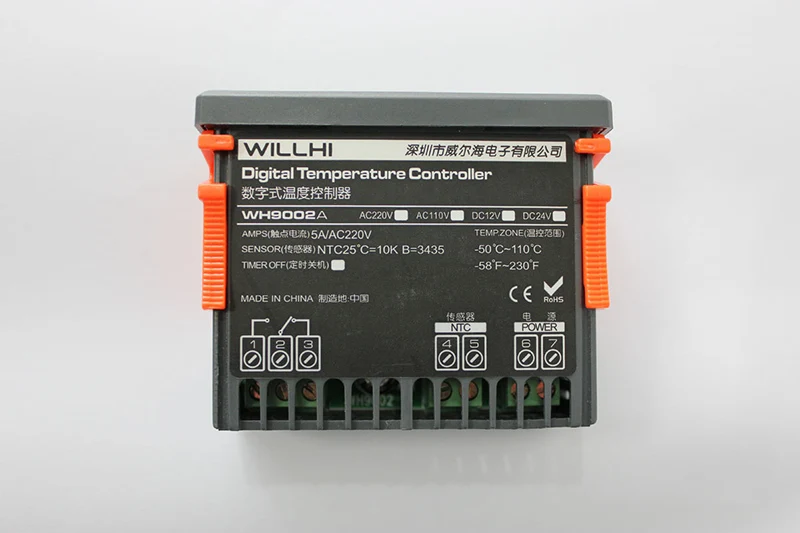 WILLHI 深圳市威尔海电子有限公司
Digital Temperature Controller
数字式温度控制器
WH9002A AC220V AC110V DC12V DC24V
AMPS(触点电流)5A/AC220V TEMP.ZONE(温控范围)
SENSOR(传感器) NTC25°C=10K B=3435 -50°C~110°C
TIMER OFF(定时关机) -58°F~230°F
CE RoHS
MADE IN CHINA 制造地·中国
传感器 电 源
NTC POWER
1 2 3 4 5 6 7
WH9002